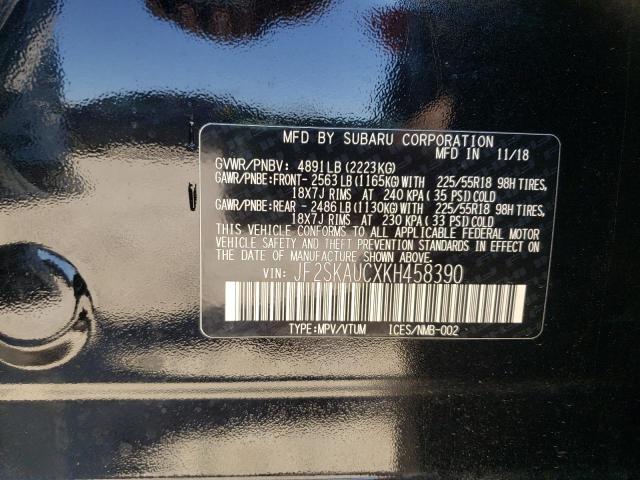 MFD BY SUBARU CORPORATION
MFD IN 11/18
GVWR/PNBV: 4891LB(2223KG)
GAWR/PNBE:FRONT-2563LB(1165KG)WITH 225/55R18 98H TIRES,
18X7J RIMS AT 240 KPA(35 PSI)COLD
GAWR/PNBE:REAR -2486LB(1130KG)WITH 225/55R18 98H TIRES,
18X7J RIMS AT 230 KPA(33 PSI)COLD
THIS VEHICLE CONFORMS TO ALL APPLICABLE FEDERAL MOTOR
VEHICLE SAFETY AND THEFT PREVENTION STANDARDS IN EFFECT ON
THE DATE OF MANUFACTURE SHOWN ABOVE.
VIN: JF2SKAUCXKH458390
TYPE:MPV/VTUM ICES/NMB-002